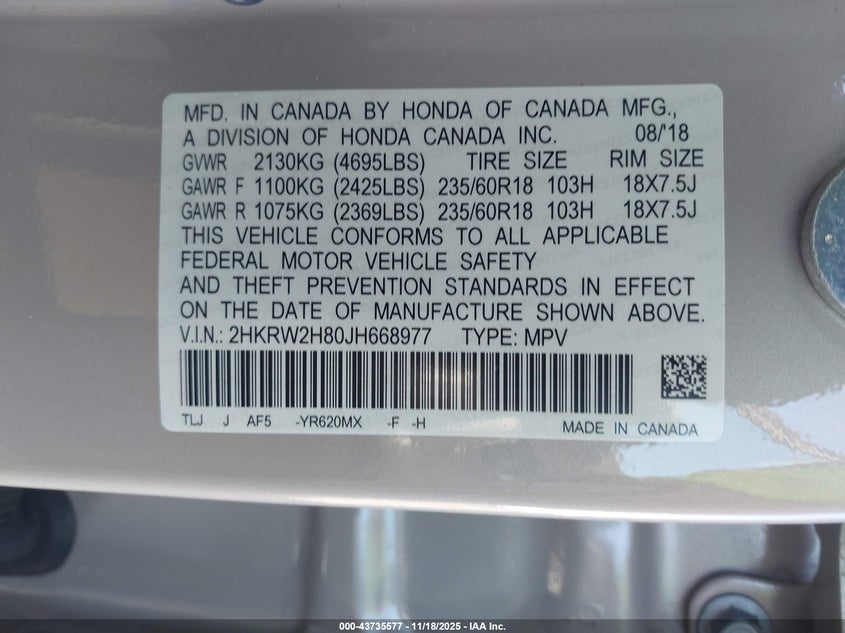 MFD. IN CANADA BY HONDA OF CANADA MFG.,
A DIVISION OF HONDA CANADA INC. 08/'18
GVWR 2130KG (4695LBS) TIRE SIZE RIM SIZE
GAWR F 1100KG (2425LBS) 235/60R18 103H 18X7.5J
GAWR R 1075KG (2369LBS) 235/60R18 103H 18X7.5J
THIS VEHICLE CONFORMS TO ALL APPLICABLE
FEDERAL MOTOR VEHICLE SAFETY
AND THEFT PREVENTION STANDARDS IN EFFECT
ON THE DATE OF MANUFACTURE SHOWN ABOVE.
V.I.N.: 2HKRW2H80JH668977 TYPE: MPV
TLJ J AF5 -YR620MX -F -H MADE IN CANADA
000-43735577 - 11/18/2025 - IAA Inc.